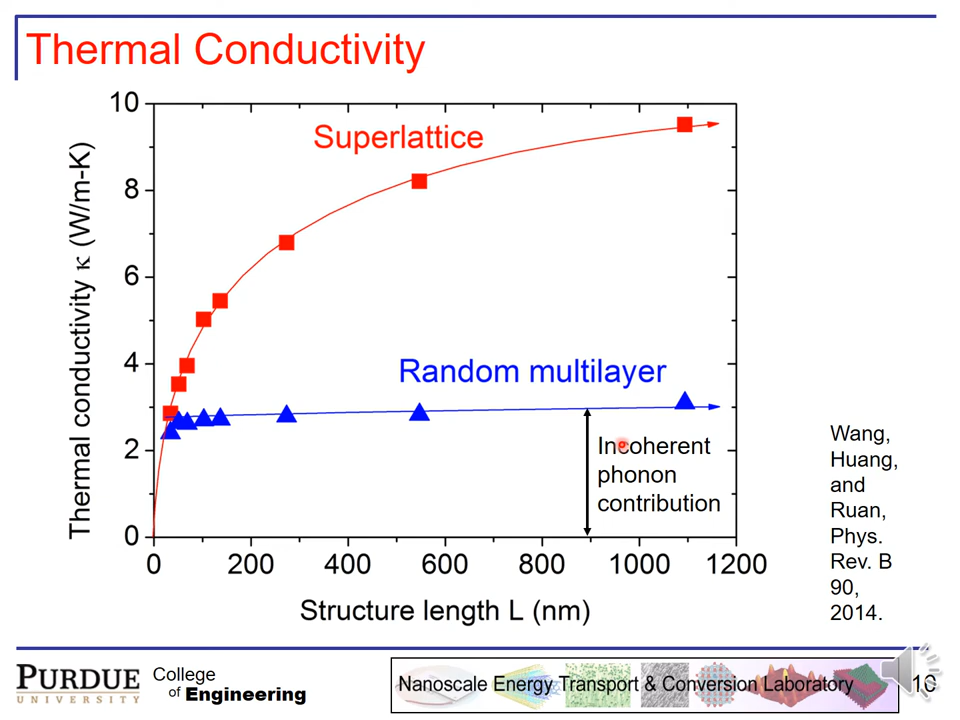 Thermal Conductivity
10
8
6
4
2
0
Thermal conductivity κ (W/m-K)
Superlattice
Random multilayer
Incoherent
phonon
contribution
0 200 400 600 800 1000 1200
Structure length L (nm)
Wang,
Huang,
and
Ruan,
Phys.
Rev. B
90,
2014.
PURDUE
UNIVERSITY
College
of Engineering
Nanoscale Energy Transport & Conversion Laboratory
10